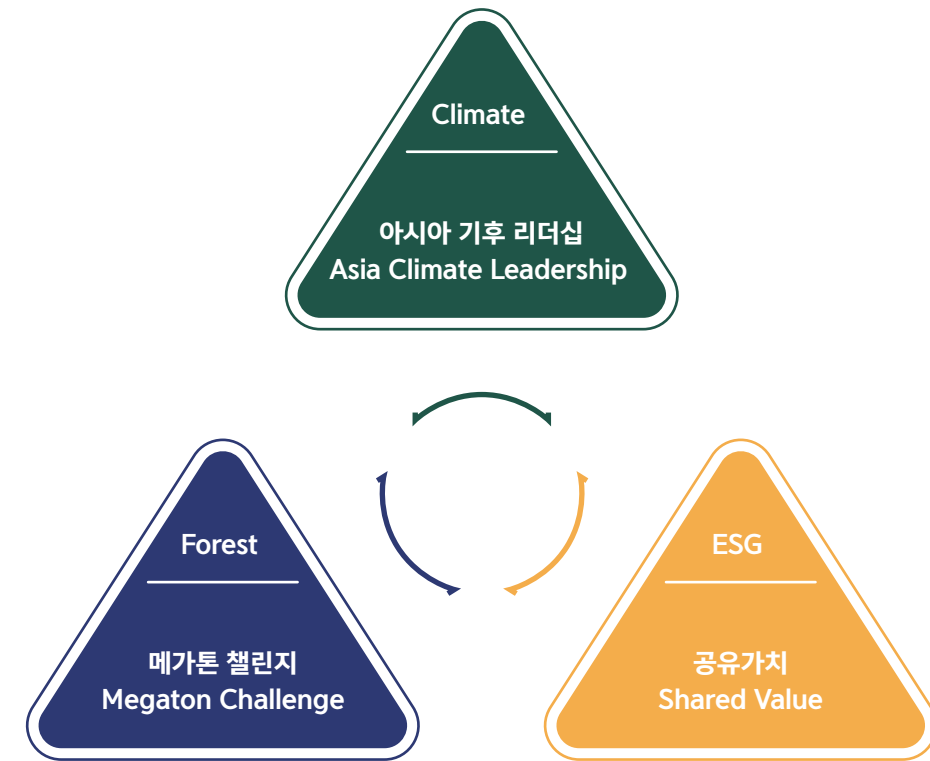 Climate
아시아 기후 리더십
Asia Climate Leadership
Forest
메가톤 챌린지
Megaton Challenge
ESG
공유가치
Shared Value